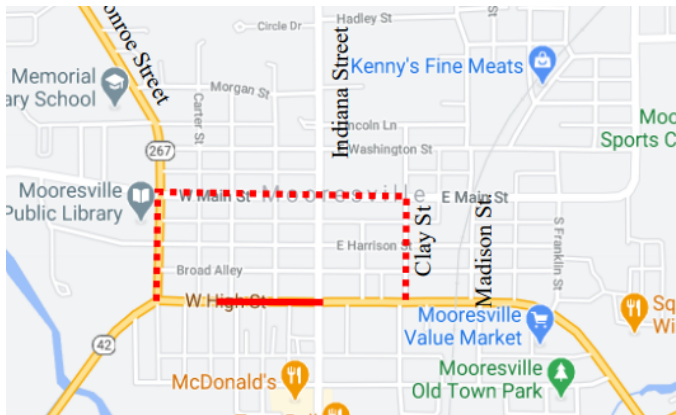 Hadley St
Circle Dr
onroe Street
Indiana Street
Kenny's Fine Meats
Memorial
ary School
Morgan St
Carter St
incoln Ln
Washington St
Moo
Sports C
267
Mooresville
Public Library
W Main St
Mooresville
E Main St
Clay St
Madison St.
S Franklin St
E Harrison St
Broad Alley
W High St
42
Mooresville
Value Market
Sq
Wi
McDonald's
Mooresville
Old Town Park